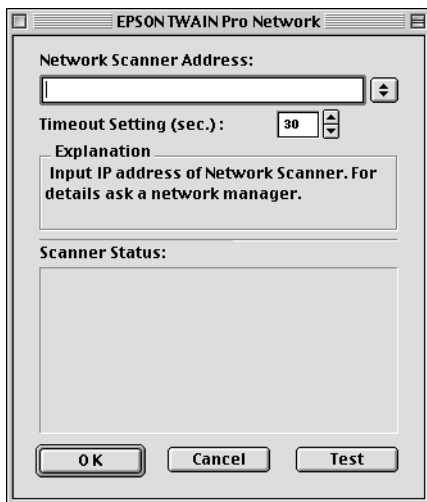 EPSON TWAIN Pro Network
Network Scanner Address:
Timeout Setting (sec.) : 30
Explanation
Input IP address of Network Scanner. For
details ask a network manager.
Scanner Status:
OK Cancel Test